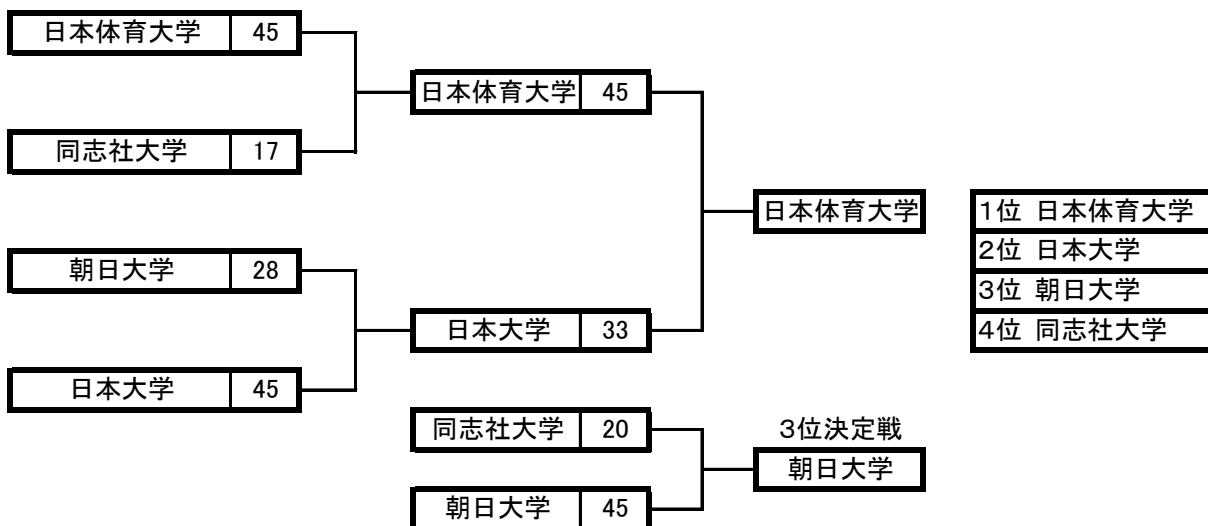 日本体育大学 45
同志社大学 17
朝日大学 28
日本大学 45
日本体育大学 45
日本大学 33
日本体育大学
同志社大学 20
朝日大学 45
3位決定戦
朝日大学
1位 日本体育大学
2位 日本大学
3位 朝日大学
4位 同志社大学